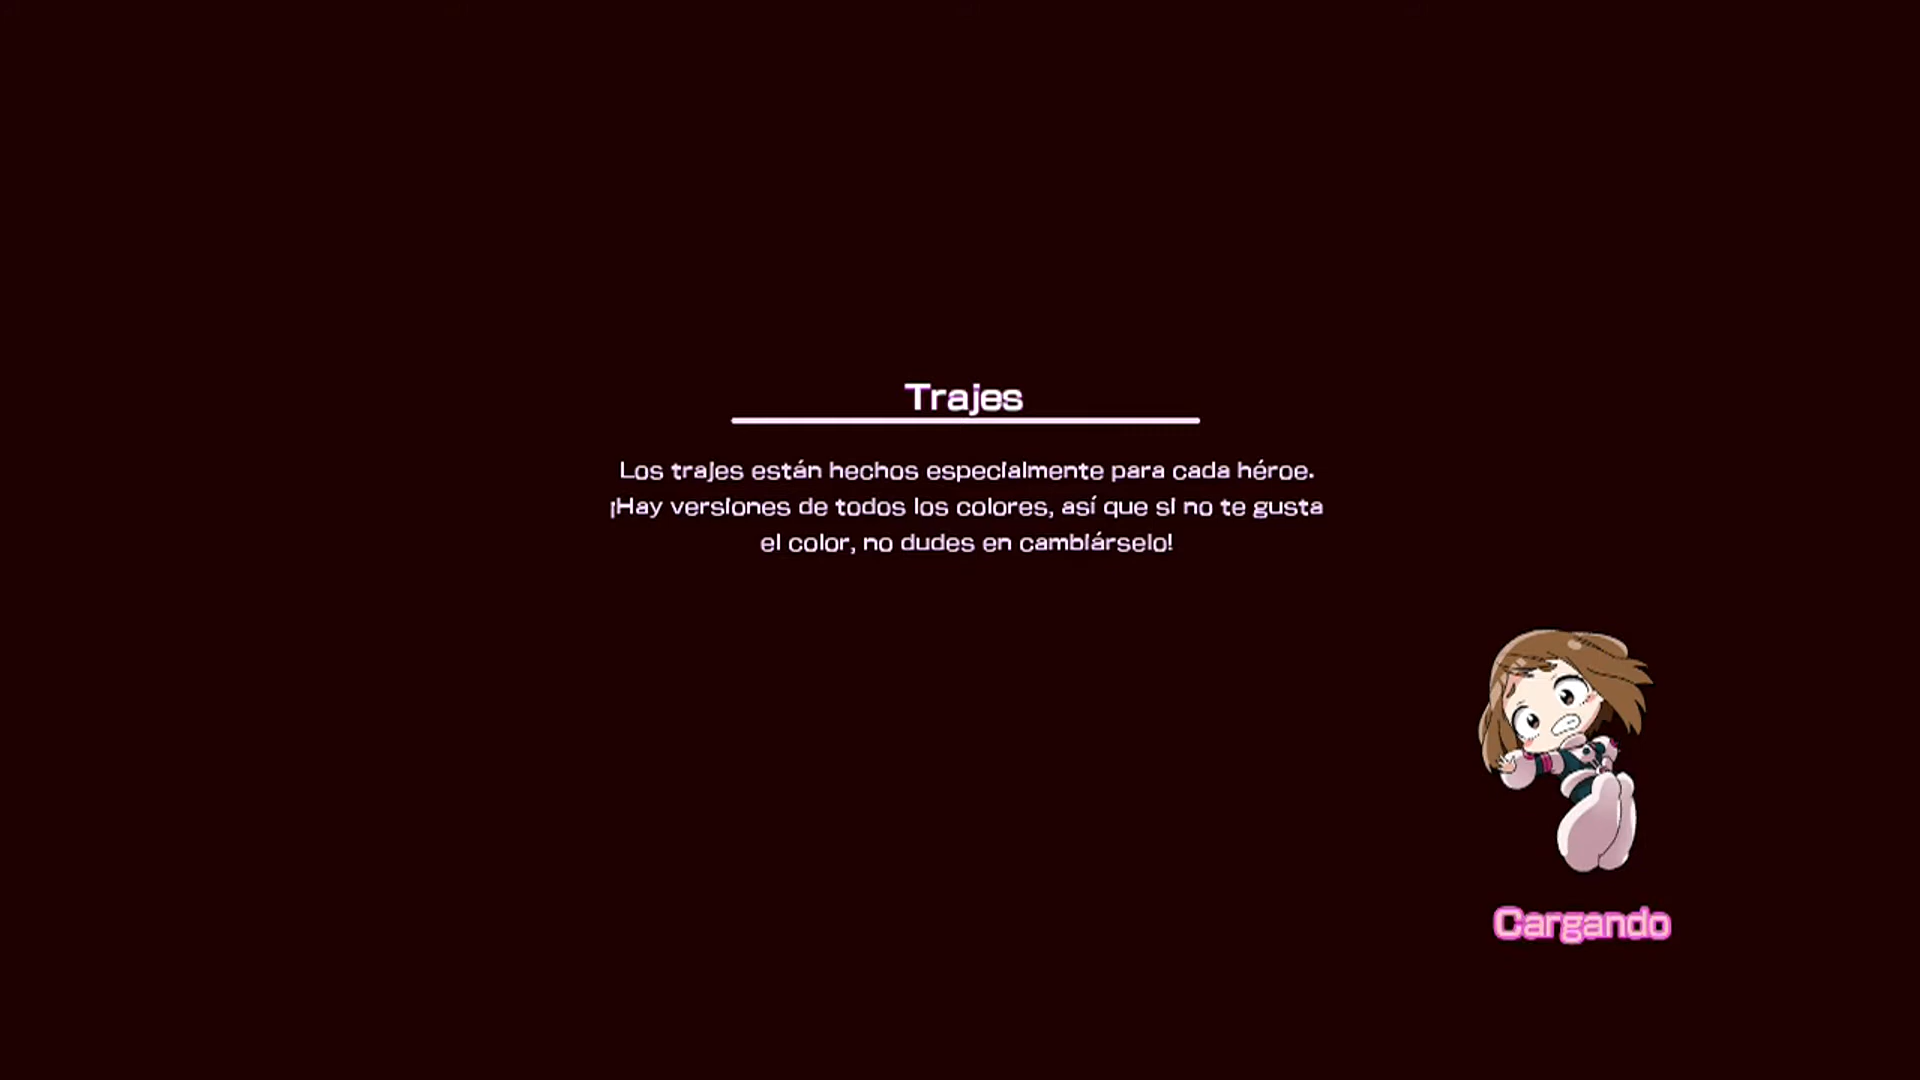 Trajes
Los trajes están hechos especialmente para cada héroe.
¡Hay versiones de todos los colores, así que si no te gusta
el color, no dudes en cambiárselo!
Cargando